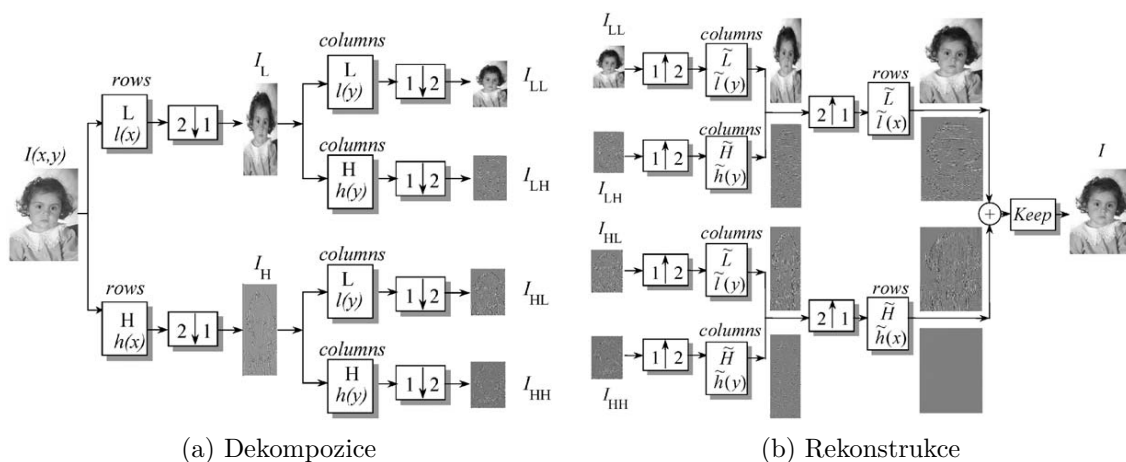 I(x,y)
rows
L
l(x)
2↓1
I_L
columns
L
l(y)
1↓2
I_LL
columns
H
h(y)
1↓2
I_LH
rows
H
h(x)
2↓1
I_H
columns
L
l(y)
1↓2
I_HL
columns
H
h(y)
1↓2
I_HH
(a) Dekompozice
I_LL
1↑2
columns
L̃
l̃(y)
I_LH
1↑2
columns
H̃
h̃(y)
2↑1
rows
L̃
l̃(x)
I_HL
1↑2
columns
L̃
l̃(y)
I_HH
1↑2
columns
H̃
h̃(y)
2↑1
rows
H̃
h̃(x)
+
Keep
I
(b) Rekonstrukce